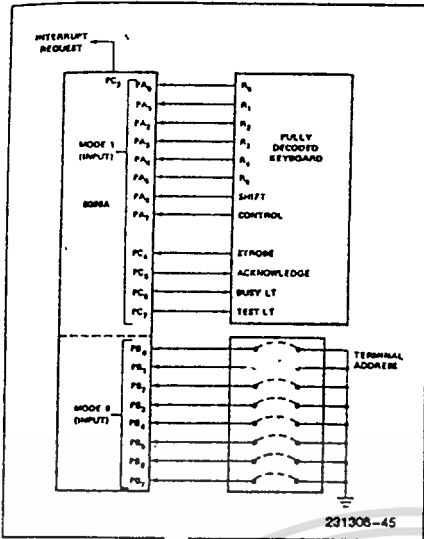 INTERRUPT
REQUEST
PC3 PA0 R0
PA1 R1
PA2 R2
MODE 1
(INPUT)
PA3 R3
FULLY
DECODED
KEYBOARD
PA4 R4
PA5 R5
PA6 SHIFT
PA7 CONTROL
PC4 STROBE
PC5 ACKNOWLEDGE
PC6 BUSY LT
PC7 TEST LT
PB0
PB1
TERMINAL
ADDRESS
PB2
MODE 0
(INPUT)
PB3
PB4
PB5
PB6
PB7
231308-45